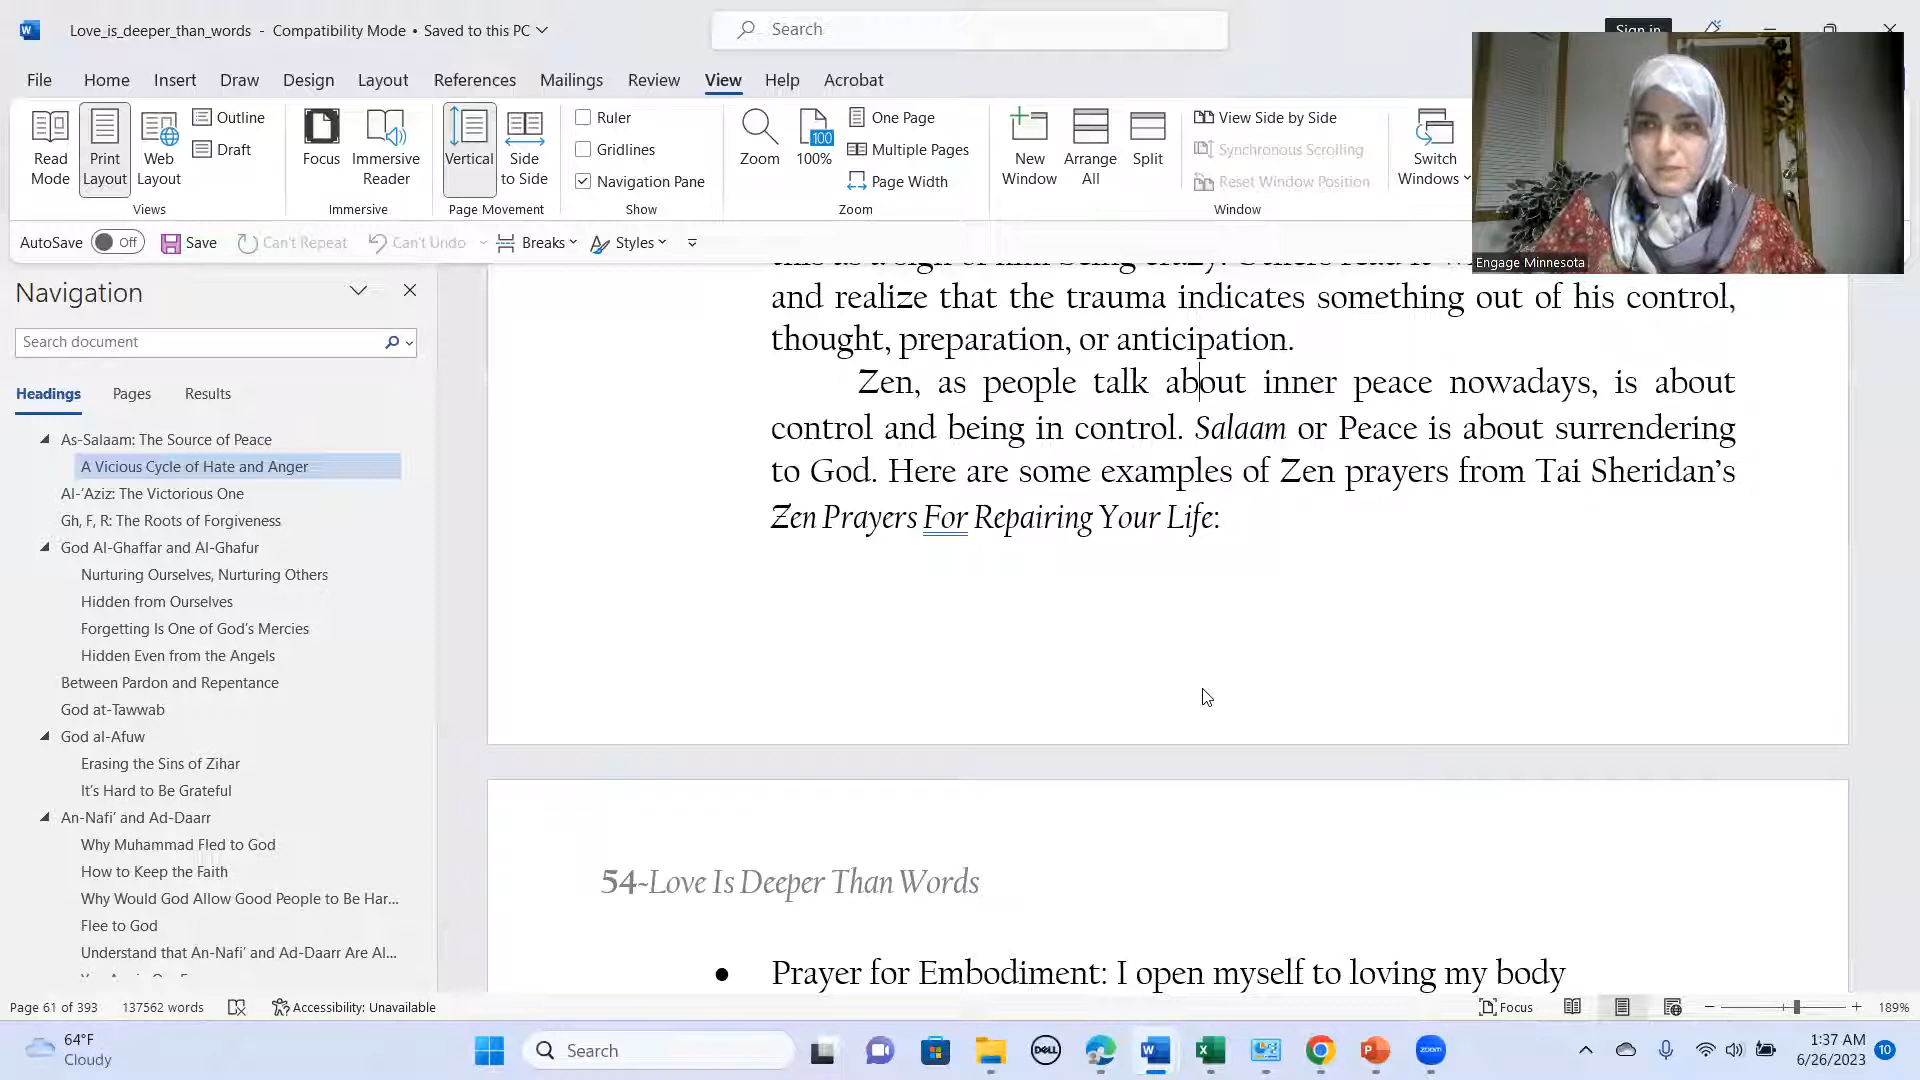 Love_is_deeper_than_words - Compatibility Mode • Saved to this PC
Search
Sign in
File Home Insert Draw Design Layout References Mailings Review View Help Acrobat
Read Mode
Print Layout
Web Layout
Outline
Draft
Views
Focus
Immersive Reader
Immersive
Vertical
Side to Side
Page Movement
Ruler
Gridlines
Navigation Pane
Show
Zoom
100
100%
One Page
Multiple Pages
Page Width
Zoom
New Window
Arrange All
Split
View Side by Side
Synchronous Scrolling
Reset Window Position
Window
Switch Windows
Engage Minnesota
AutoSave Off Save Can't Repeat Can't Undo Breaks Styles
Navigation
Search document
Headings Pages Results
As-Salaam: The Source of Peace
A Vicious Cycle of Hate and Anger
Al-'Aziz: The Victorious One
Gh, F, R: The Roots of Forgiveness
God Al-Ghaffar and Al-Ghafur
Nurturing Ourselves, Nurturing Others
Hidden from Ourselves
Forgetting Is One of God's Mercies
Hidden Even from the Angels
Between Pardon and Repentance
God at-Tawwab
God al-Afuw
Erasing the Sins of Zihar
It's Hard to Be Grateful
An-Nafi' and Ad-Daarr
Why Muhammad Fled to God
How to Keep the Faith
Why Would God Allow Good People to Be Har...
Flee to God
Understand that An-Nafi' and Ad-Daarr Are Al...
and realize that the trauma indicates something out of his control,
thought, preparation, or anticipation.
Zen, as people talk about inner peace nowadays, is about
control and being in control. Salaam or Peace is about surrendering
to God. Here are some examples of Zen prayers from Tai Sheridan's
Zen Prayers For Repairing Your Life:
54~Love Is Deeper Than Words
• Prayer for Embodiment: I open myself to loving my body
Page 61 of 393 137562 words Accessibility: Unavailable Focus 189%
64°F
Cloudy
Search
DELL
zoom
1:37 AM
6/26/2023
10